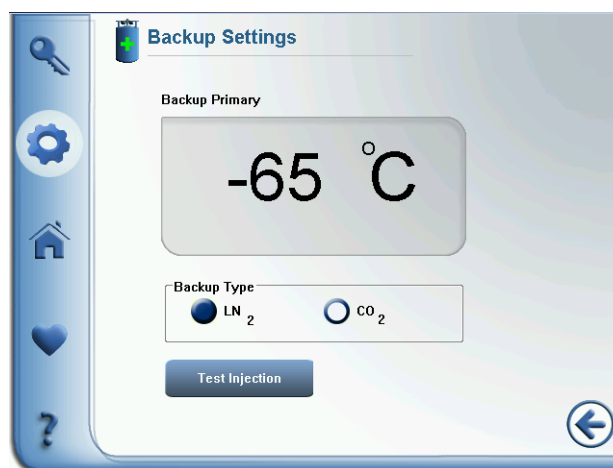 Backup Settings
Backup Primary
-65 °C
Backup Type
LN 2
CO 2
Test Injection
?